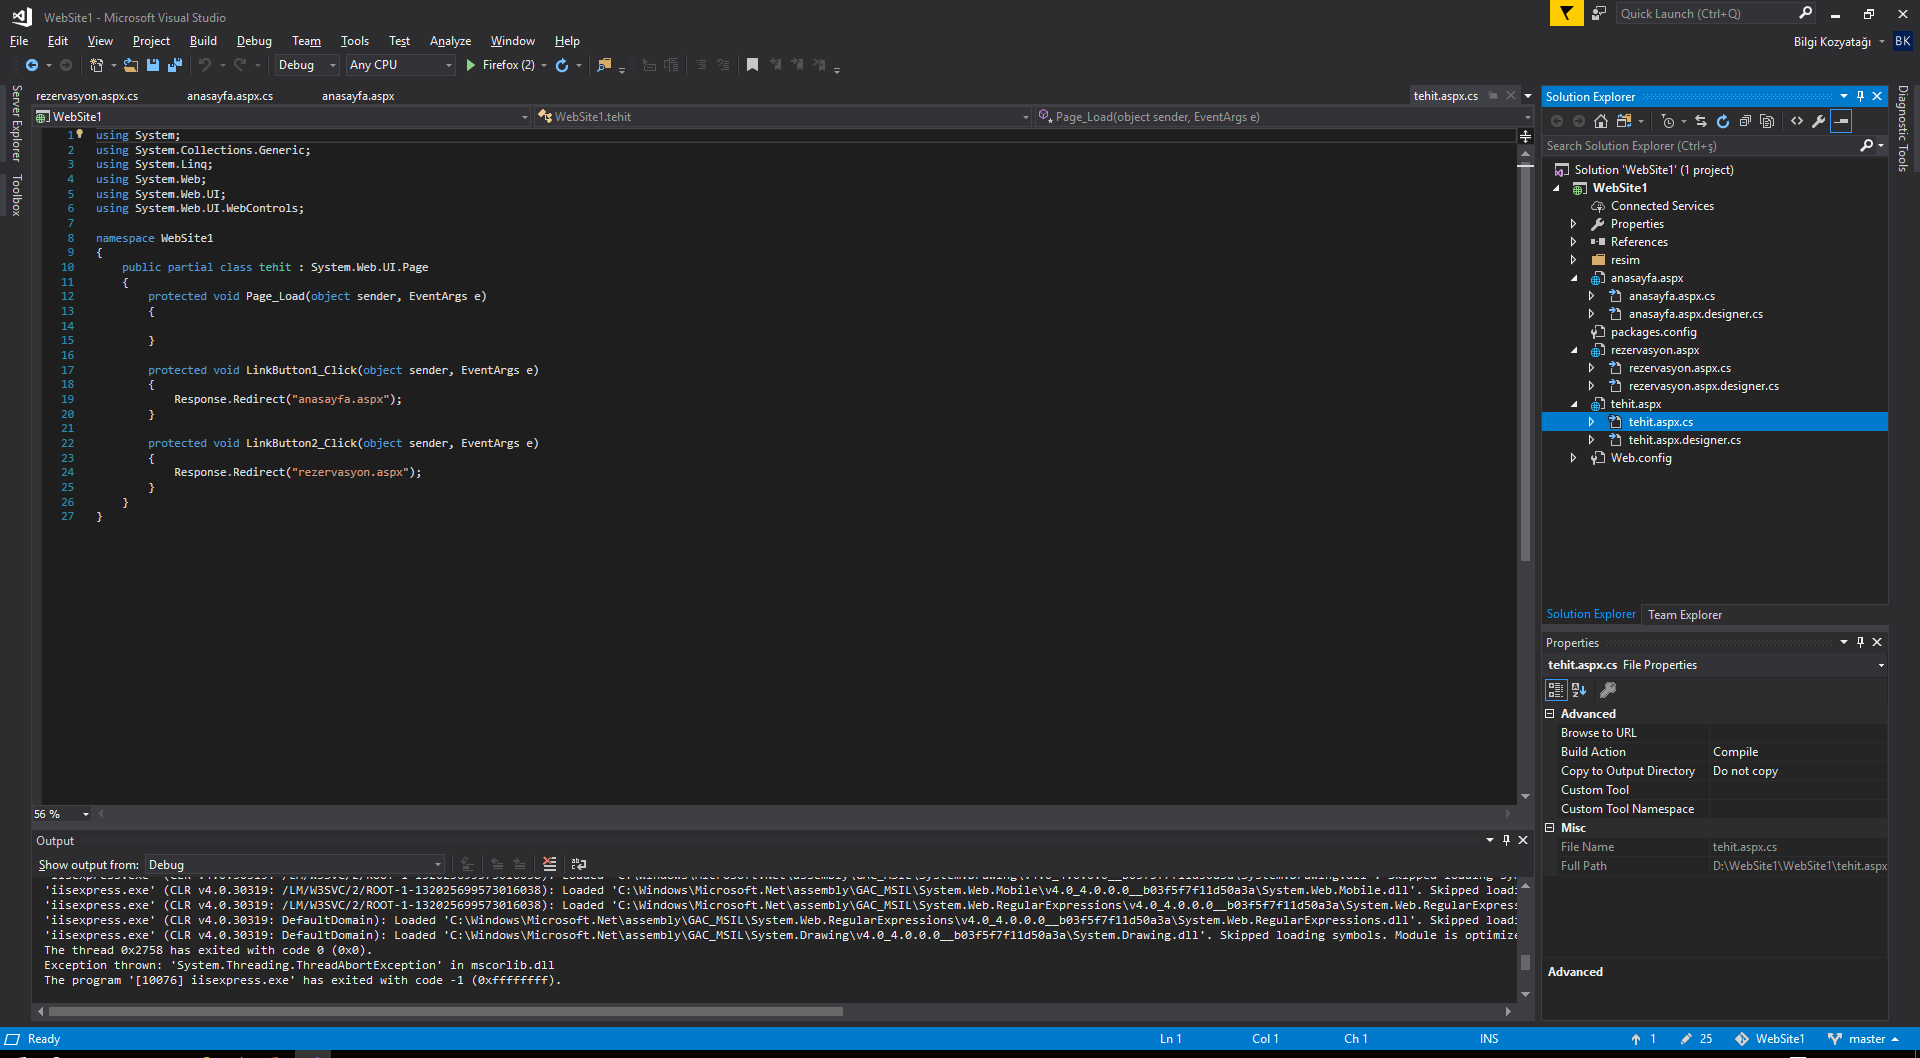 WebSite1 - Microsoft Visual Studio
Quick Launch (Ctrl+Q)
File Edit View Project Build Debug Team Tools Test Analyze Window Help
Bilgi Kozyatağı BK
Debug Any CPU Firefox (2)
rezervasyon.aspx.cs anasayfa.aspx.cs anasayfa.aspx tehit.aspx.cs
WebSite1 WebSite1.tehit Page_Load(object sender, EventArgs e)
Server Explorer
Toolbox
1 using System;
2 using System.Collections.Generic;
3 using System.Linq;
4 using System.Web;
5 using System.Web.UI;
6 using System.Web.UI.WebControls;
7
8 namespace WebSite1
9 {
10 public partial class tehit : System.Web.UI.Page
11 {
12 protected void Page_Load(object sender, EventArgs e)
13 {
14
15 }
16
17 protected void LinkButton1_Click(object sender, EventArgs e)
18 {
19 Response.Redirect("anasayfa.aspx");
20 }
21
22 protected void LinkButton2_Click(object sender, EventArgs e)
23 {
24 Response.Redirect("rezervasyon.aspx");
25 }
26 }
27 }
56 %
Output
Show output from: Debug
'iisexpress.exe' (CLR v4.0.30319: /LM/W3SVC/2/ROOT-1-132025699573016038): Loaded 'C:\Windows\Microsoft.Net\assembly\GAC_MSIL\System.Web.Mobile\v4.0_4.0.0.0__b03f5f7f11d50a3a\System.Web.Mobile.dll'. Skipped loadi
'iisexpress.exe' (CLR v4.0.30319: /LM/W3SVC/2/ROOT-1-132025699573016038): Loaded 'C:\Windows\Microsoft.Net\assembly\GAC_MSIL\System.Web.RegularExpressions\v4.0_4.0.0.0__b03f5f7f11d50a3a\System.Web.RegularExpress
'iisexpress.exe' (CLR v4.0.30319: DefaultDomain): Loaded 'C:\Windows\Microsoft.Net\assembly\GAC_MSIL\System.Web.RegularExpressions\v4.0_4.0.0.0__b03f5f7f11d50a3a\System.Web.RegularExpressions.dll'. Skipped loadi
'iisexpress.exe' (CLR v4.0.30319: DefaultDomain): Loaded 'C:\Windows\Microsoft.Net\assembly\GAC_MSIL\System.Drawing\v4.0_4.0.0.0__b03f5f7f11d50a3a\System.Drawing.dll'. Skipped loading symbols. Module is optimize
The thread 0x2758 has exited with code 0 (0x0).
Exception thrown: 'System.Threading.ThreadAbortException' in mscorlib.dll
The program '[10076] iisexpress.exe' has exited with code -1 (0xffffffff).
Solution Explorer
Search Solution Explorer (Ctrl+ş)
Solution 'WebSite1' (1 project)
WebSite1
Connected Services
Properties
References
resim
anasayfa.aspx
anasayfa.aspx.cs
anasayfa.aspx.designer.cs
packages.config
rezervasyon.aspx
rezervasyon.aspx.cs
rezervasyon.aspx.designer.cs
tehit.aspx
tehit.aspx.cs
tehit.aspx.designer.cs
Web.config
Solution Explorer Team Explorer
Properties
tehit.aspx.cs File Properties
Advanced
Browse to URL
Build Action Compile
Copy to Output Directory Do not copy
Custom Tool
Custom Tool Namespace
Misc
File Name tehit.aspx.cs
Full Path D:\WebSite1\WebSite1\tehit.aspx
Advanced
Diagnostic Tools
Ready Ln 1 Col 1 Ch 1 INS 1 25 WebSite1 master